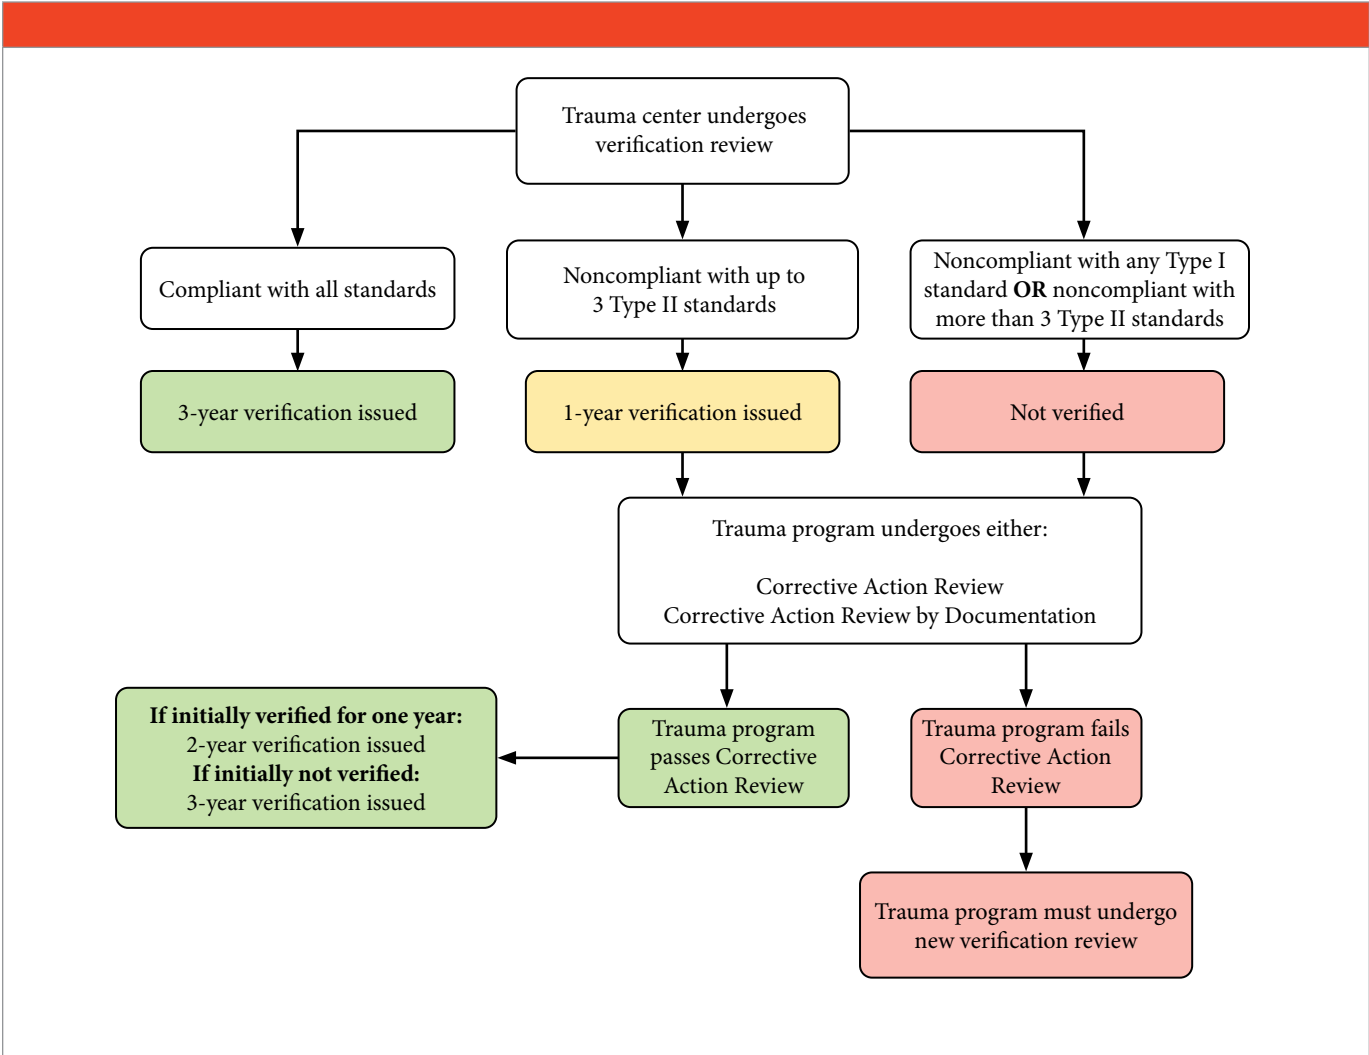 Trauma center undergoes
verification review
Compliant with all standards
Noncompliant with up to
3 Type II standards
Noncompliant with any Type I
standard OR noncompliant with
more than 3 Type II standards
3-year verification issued
1-year verification issued
Not verified
Trauma program undergoes either:
Corrective Action Review
Corrective Action Review by Documentation
If initially verified for one year:
2-year verification issued
If initially not verified:
3-year verification issued
Trauma program
passes Corrective
Action Review
Trauma program fails
Corrective Action
Review
Trauma program must undergo
new verification review